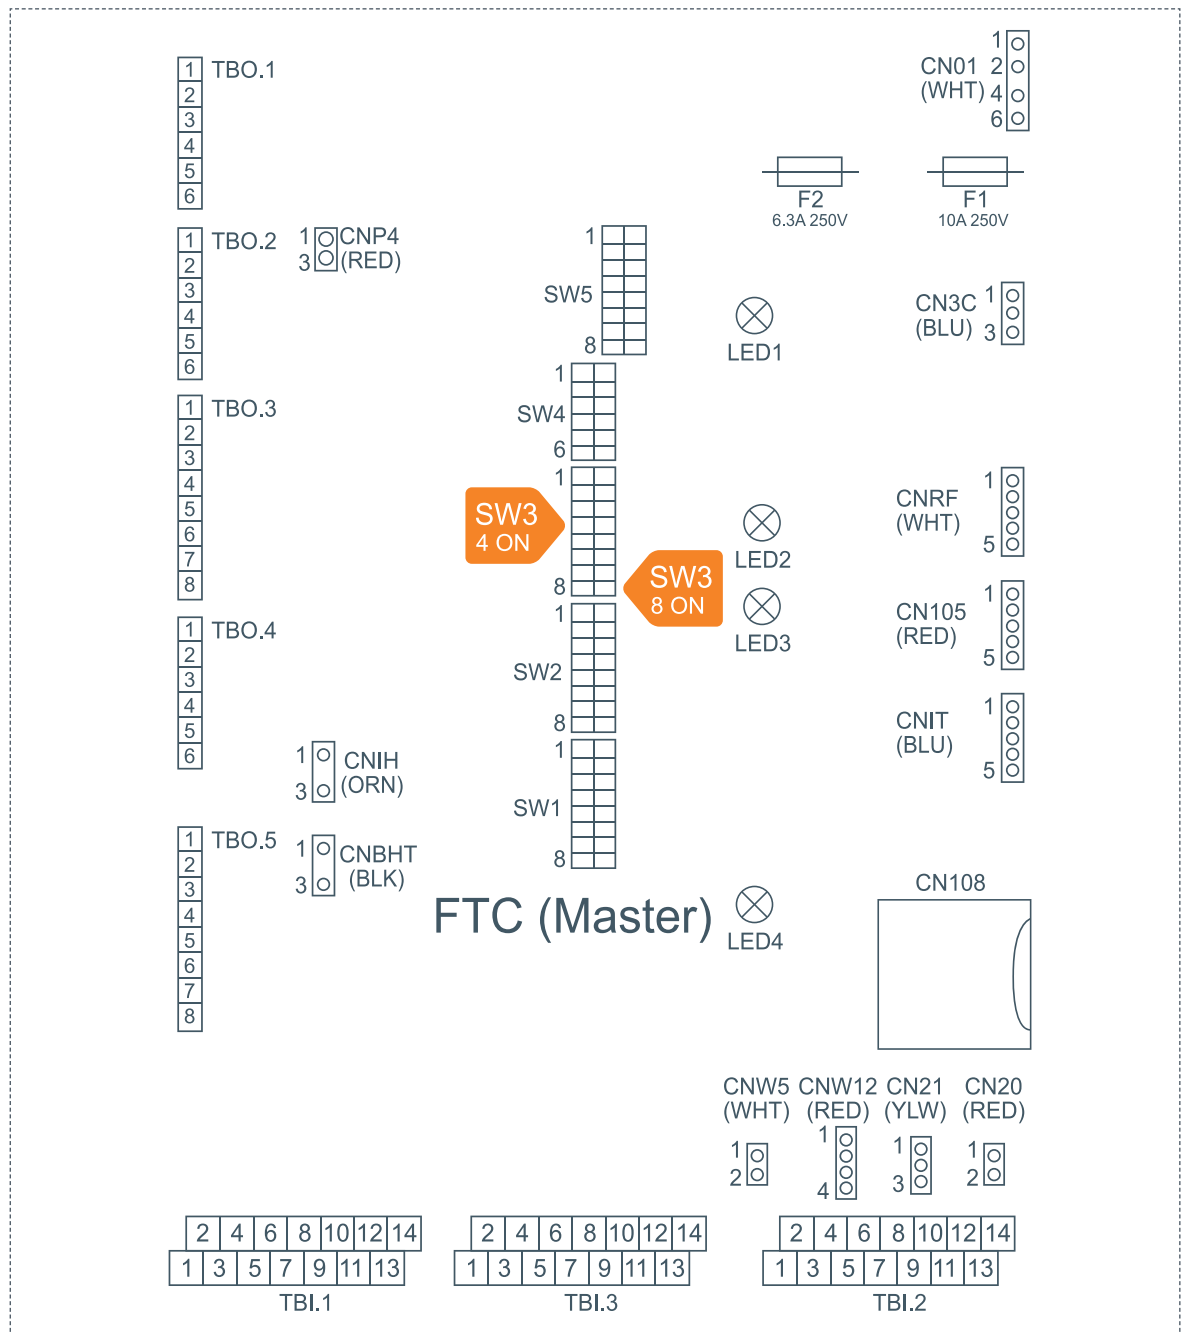 1
CN01 2
(WHT) 4
6
1 TBO.1
2
3
4
5
6
F2
6.3A 250V
F1
10A 250V
1 TBO.2
2
3
4
5
6
1 CNP4
3 (RED)
1
SW5
8
LED1
CN3C 1
(BLU) 3
1
SW4
6
1 TBO.3
2
3
4
5
6
7
8
1
SW3
4 ON
8
SW3
8 ON
LED2
LED3
CNRF 1
(WHT)
5
CN105 1
(RED)
5
1 TBO.4
2
3
4
5
6
1
SW2
8
CNIT 1
(BLU)
5
1 CNIH
3 (ORN)
1
SW1
8
1 TBO.5
2
3
4
5
6
7
8
1 CNBHT
3 (BLK)
FTC (Master)
LED4
CN108
CNW5 CNW12 CN21 CN20
(WHT) (RED) (YLW) (RED)
1 1 1 1
2 4 3 2
2 4 6 8 10 12 14
1 3 5 7 9 11 13
TBI.1
2 4 6 8 10 12 14
1 3 5 7 9 11 13
TBI.3
2 4 6 8 10 12 14
1 3 5 7 9 11 13
TBI.2